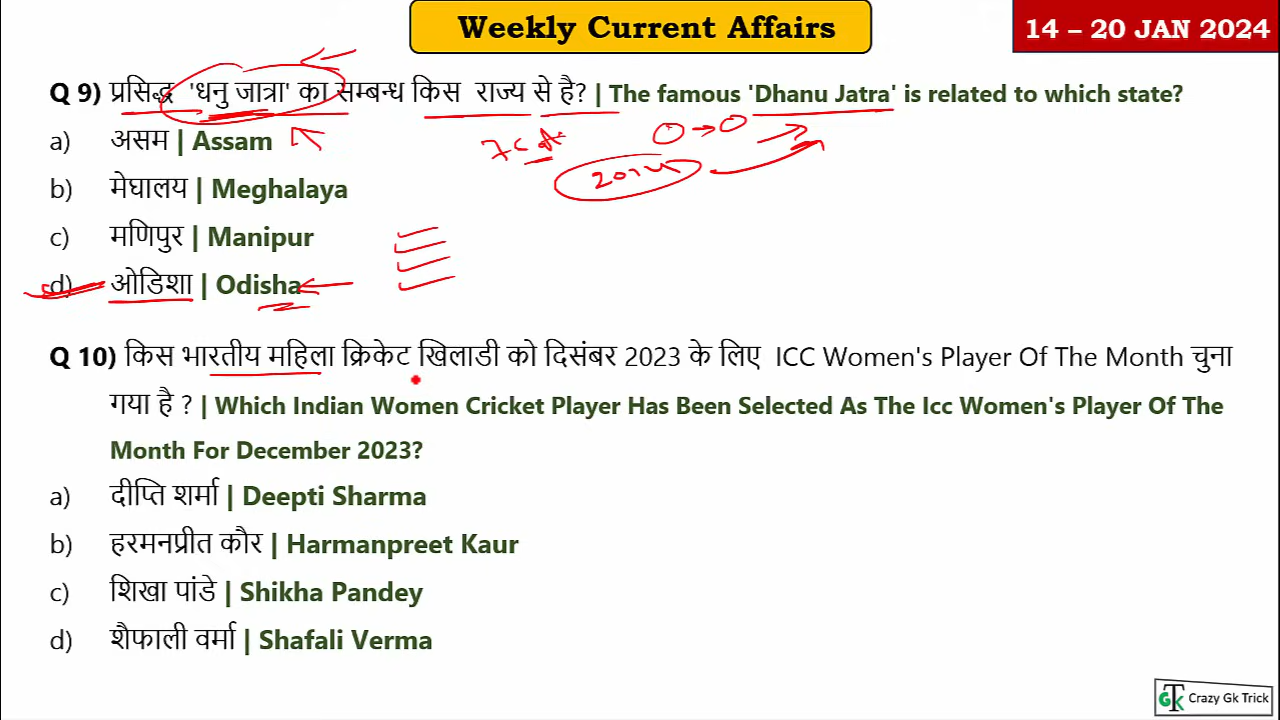 Weekly Current Affairs
14 – 20 JAN 2024
Q 9) प्रसिद्ध 'धनु जात्रा' का सम्बन्ध किस राज्य से है? | The famous 'Dhanu Jatra' is related to which state?
a) असम | Assam
b) मेघालय | Meghalaya
c) मणिपुर | Manipur
d) ओडिशा | Odisha
Q 10) किस भारतीय महिला क्रिकेट खिलाडी को दिसंबर 2023 के लिए ICC Women's Player Of The Month चुना
गया है ? | Which Indian Women Cricket Player Has Been Selected As The Icc Women's Player Of The
Month For December 2023?
a) दीप्ति शर्मा | Deepti Sharma
b) हरमनप्रीत कौर | Harmanpreet Kaur
c) शिखा पांडे | Shikha Pandey
d) शैफाली वर्मा | Shafali Verma
GTK Crazy Gk Trick